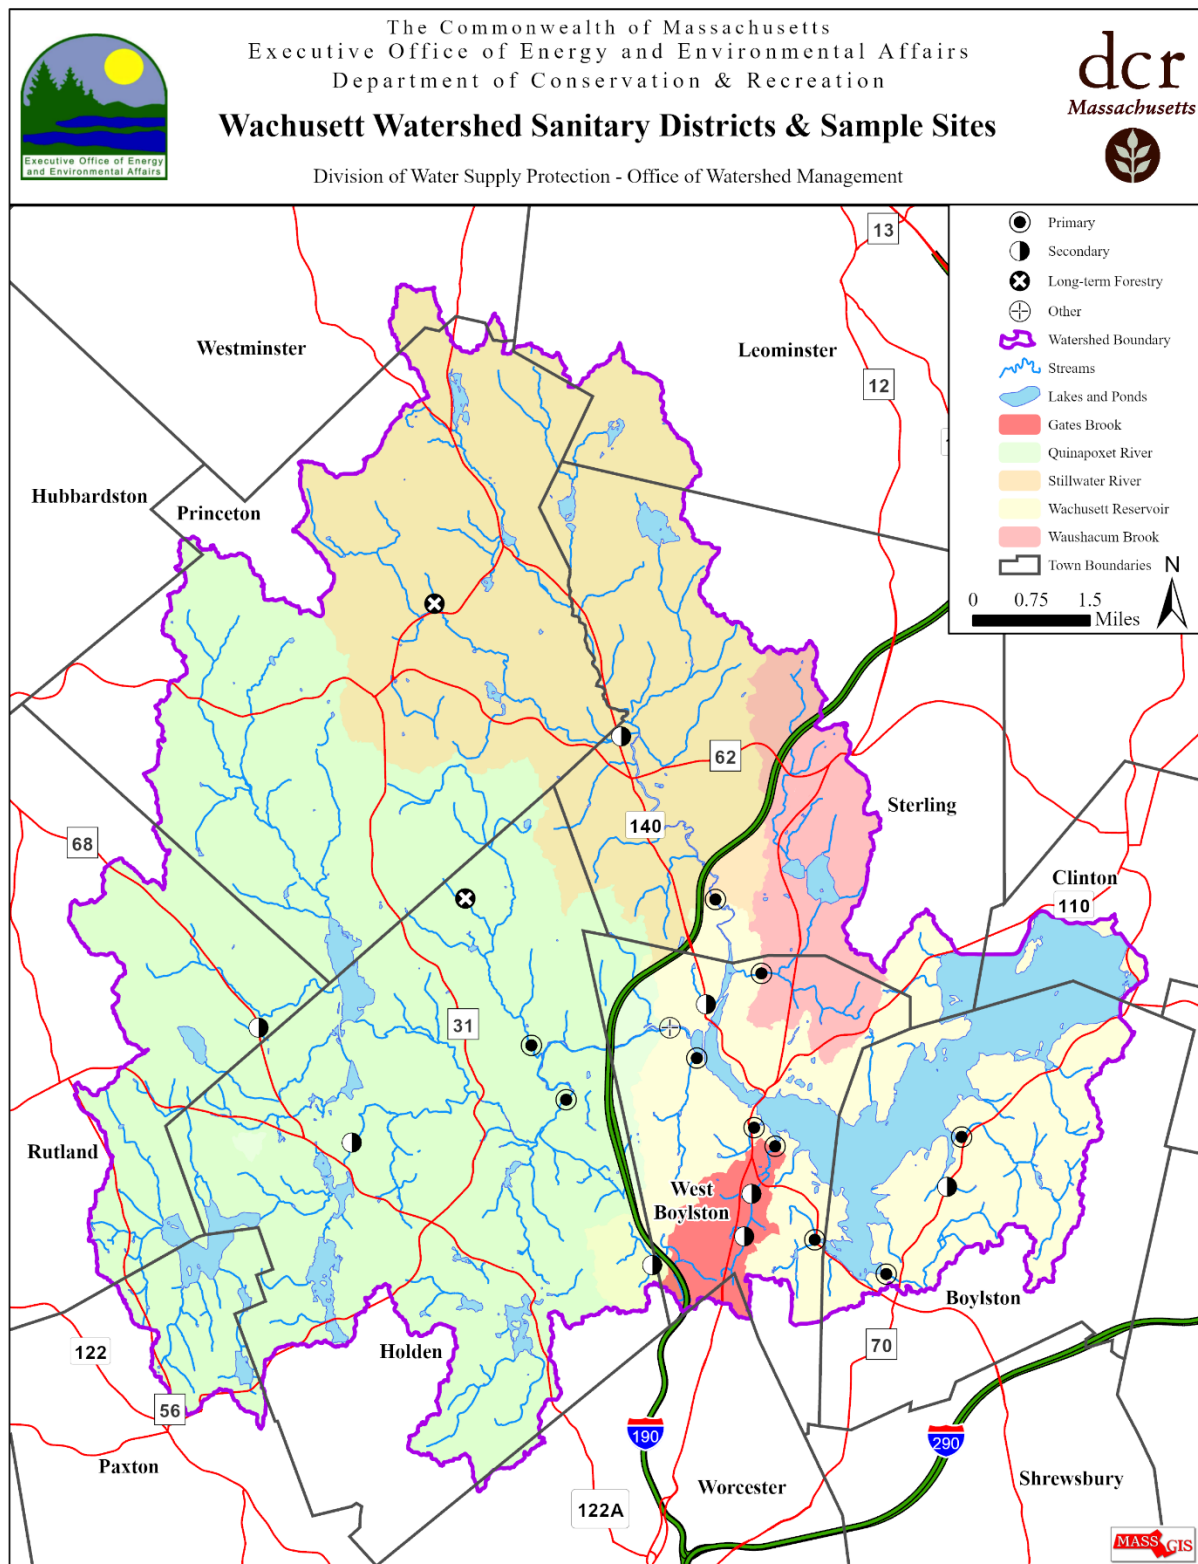 The Commonwealth of Massachusetts
Executive Office of Energy and Environmental Affairs
Department of Conservation & Recreation
Wachusett Watershed Sanitary Districts & Sample Sites
Division of Water Supply Protection - Office of Watershed Management
Executive Office of Energy
and Environmental Affairs
dcr
Massachusetts
Primary
Secondary
Long-term Forestry
Other
Watershed Boundary
Streams
Lakes and Ponds
Gates Brook
Quinapoxet River
Stillwater River
Wachusett Reservoir
Waushacum Brook
Town Boundaries
N
0 0.75 1.5
Miles
13
Westminster
Leominster
12
Hubbardston
Princeton
62
Sterling
140
68
Clinton
110
31
Rutland
West
Boylston
Boylston
Holden
122
70
56
190
290
Paxton
Worcester
Shrewsbury
122A
MASS GIS